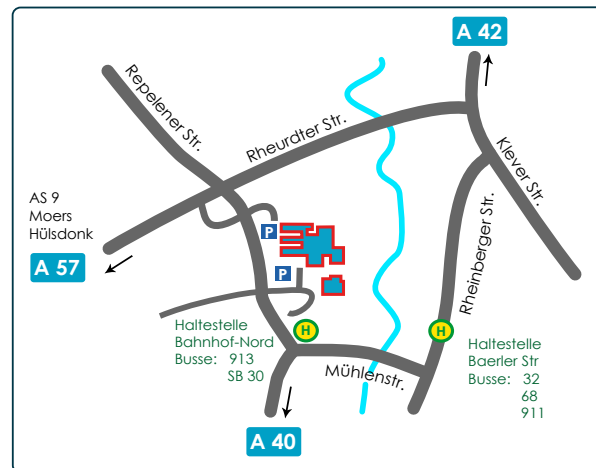 A 42
Repelener Str.
Rheurdter Str.
Klever Str.
AS 9
Moers
Hülsdonk
A 57
P
P
Rheinberger Str.
H
H
Haltestelle
Bahnhof-Nord
Busse: 913
SB 30
Mühlenstr.
Haltestelle
Baerler Str
Busse: 32
68
911
A 40